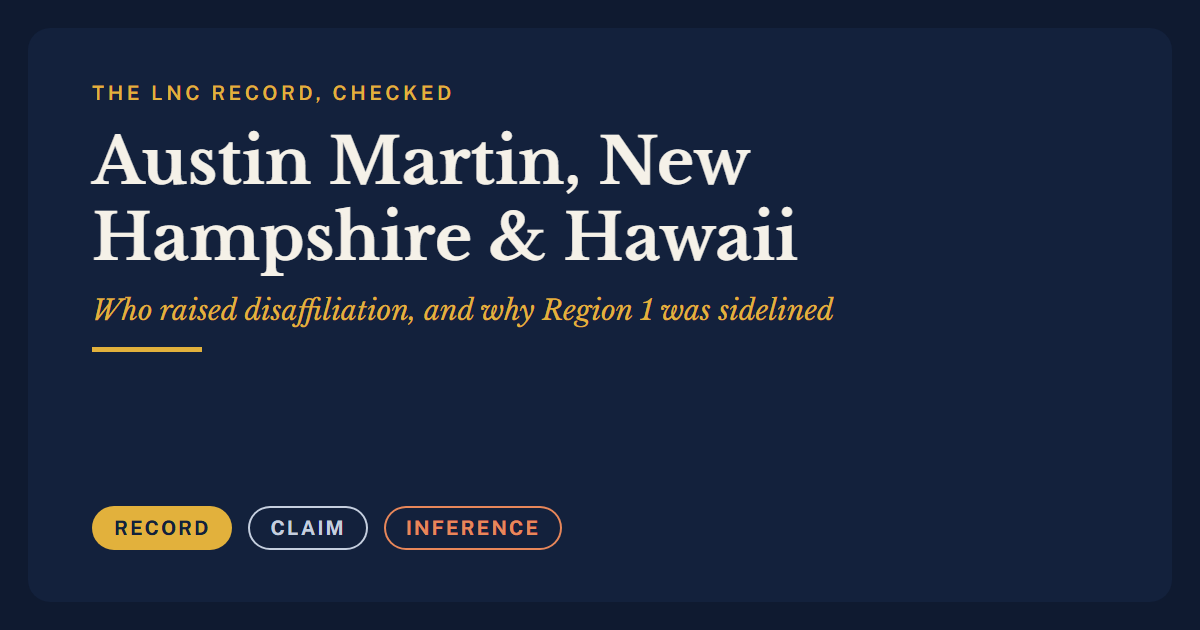 THE LNC RECORD, CHECKED
Austin Martin, New
Hampshire & Hawaii
Who raised disaffiliation, and why Region 1 was sidelined
RECORD CLAIM INFERENCE